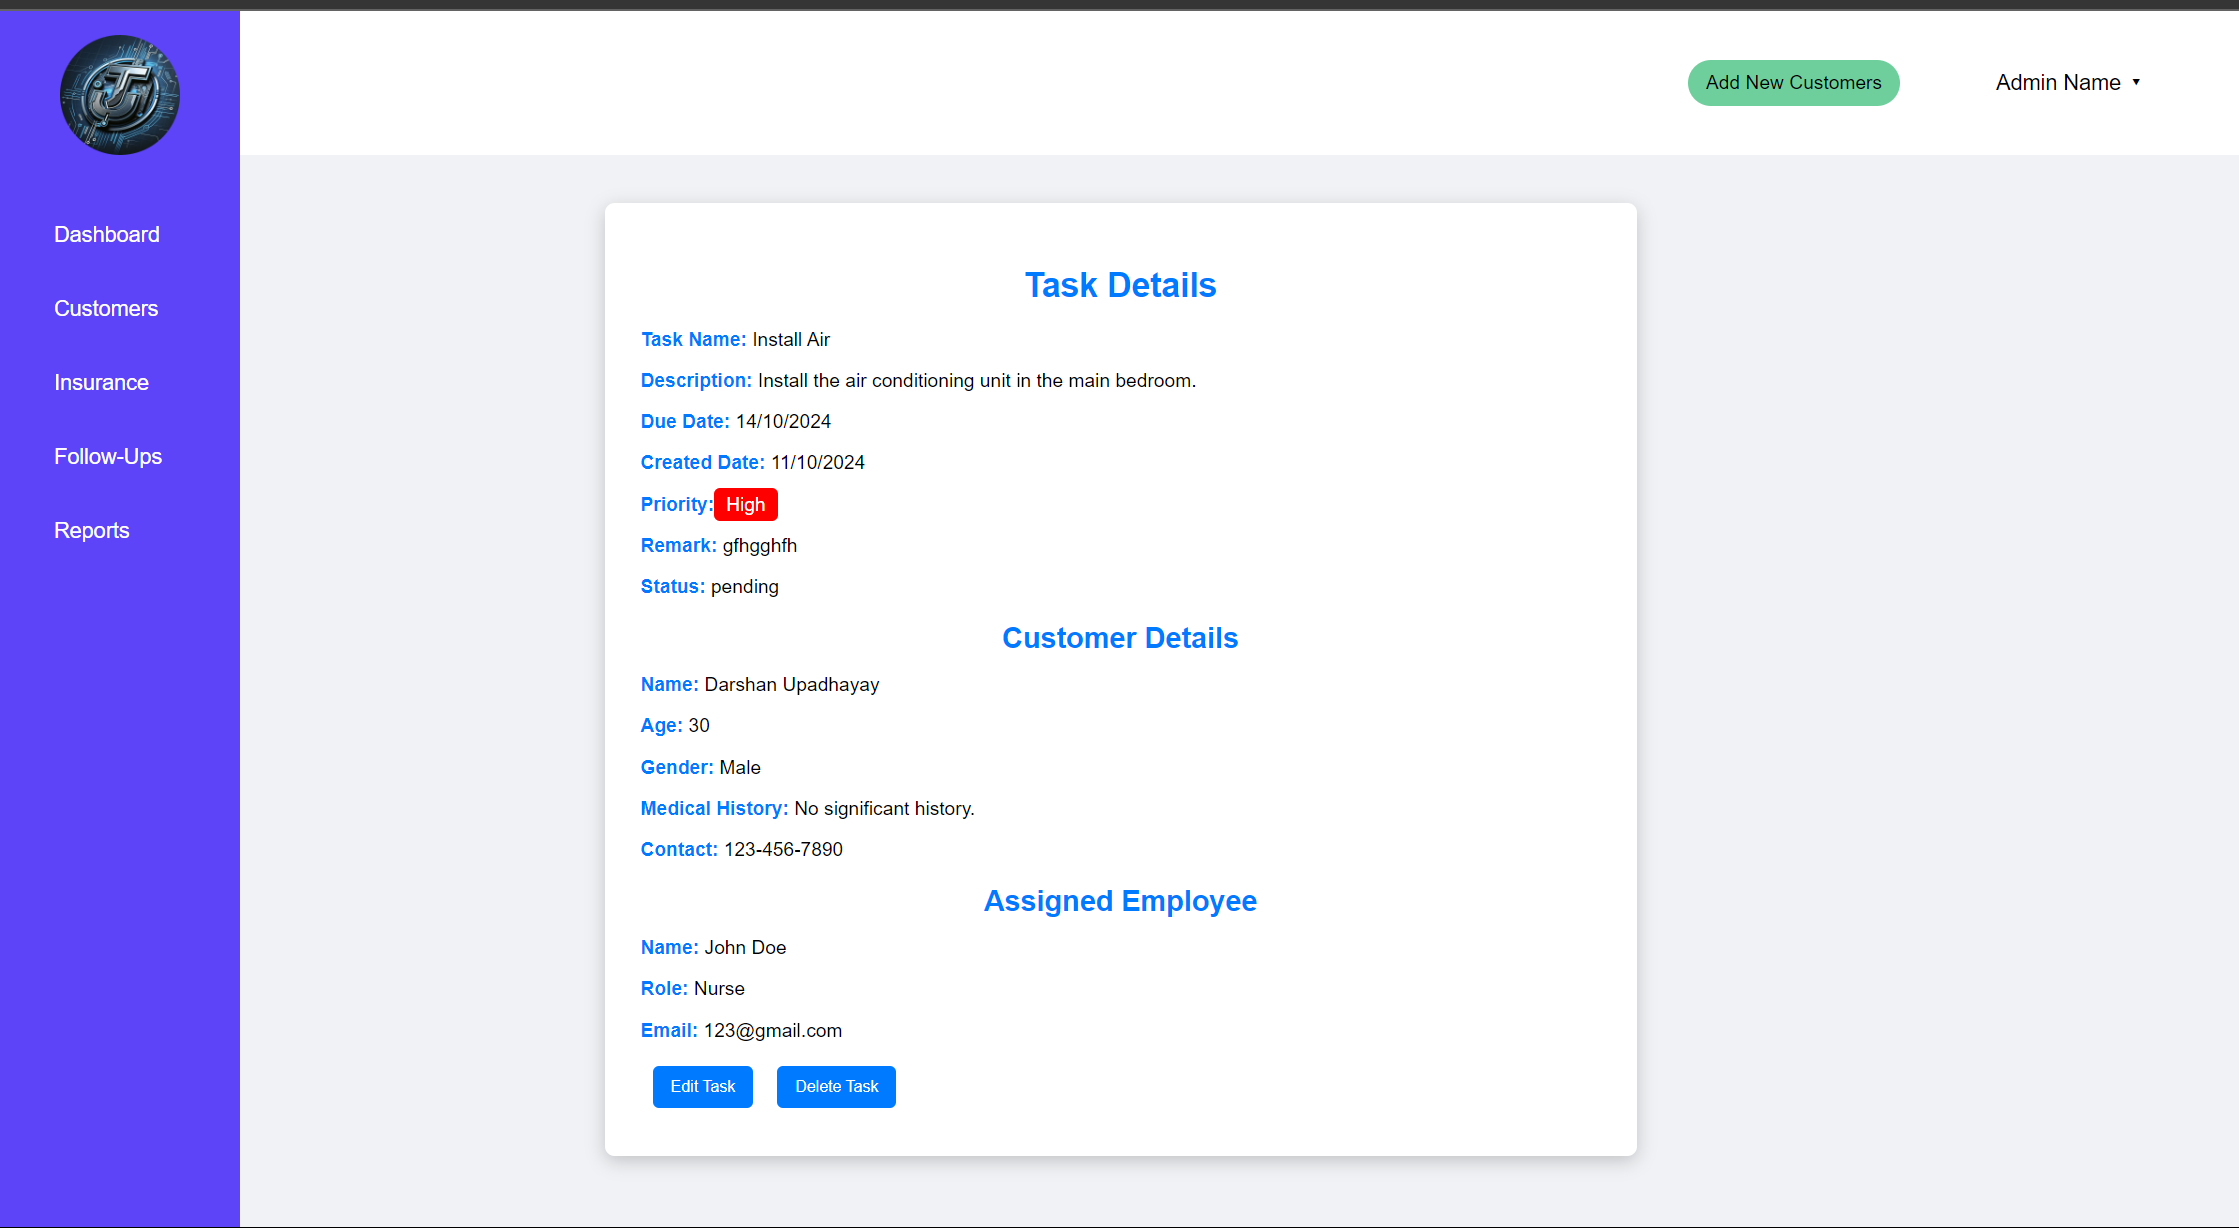 Add New Customers
Admin Name
Dashboard
Customers
Insurance
Follow-Ups
Reports
Task Details
Task Name: Install Air
Description: Install the air conditioning unit in the main bedroom.
Due Date: 14/10/2024
Created Date: 11/10/2024
Priority: High
Remark: gfhgghfh
Status: pending
Customer Details
Name: Darshan Upadhayay
Age: 30
Gender: Male
Medical History: No significant history.
Contact: 123-456-7890
Assigned Employee
Name: John Doe
Role: Nurse
Email: 123@gmail.com
Edit Task
Delete Task